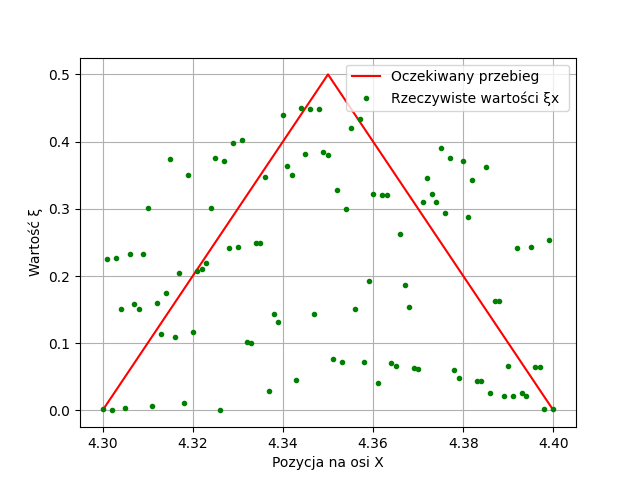 Oczekiwany przebieg
Rzeczywiste wartości ξx
0.5
0.4
0.3
0.2
0.1
0.0
Wartość ξ
4.30 4.32 4.34 4.36 4.38 4.40
Pozycja na osi X